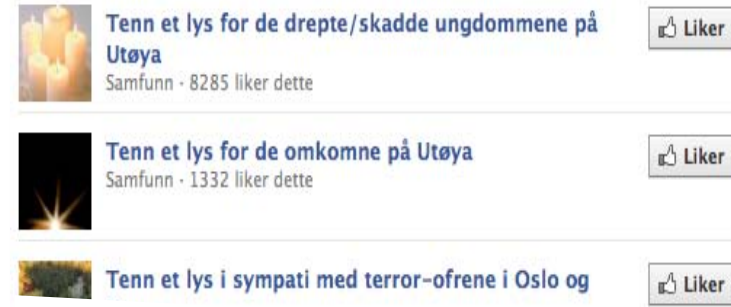 Tenn et lys for de drepte/skadde ungdommene på
Utøya
Samfunn · 8285 liker dette
Liker
Tenn et lys for de omkomne på Utøya
Samfunn · 1332 liker dette
Liker
Tenn et lys i sympati med terror-ofrene i Oslo og
Liker